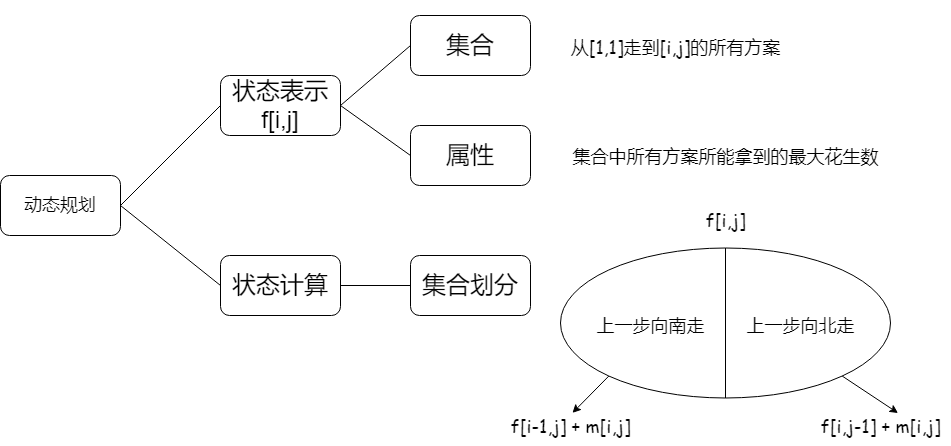 动态规划
状态表示
f[i,j]
集合
从[1,1]走到[i,j]的所有方案
属性
集合中所有方案所能拿到的最大花生数
状态计算
集合划分
f[i,j]
上一步向南走
上一步向北走
f[i-1,j] + m[i,j]
f[i,j-1] + m[i,j]